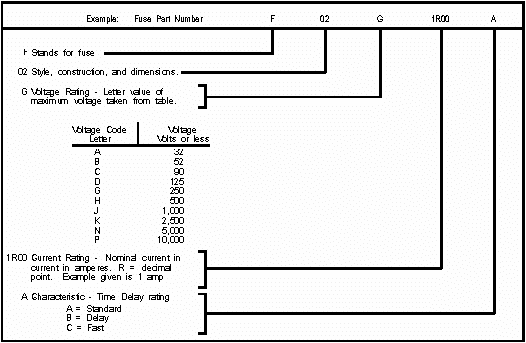 Example: Fuse Part Number F 02 G 1R00 A
F Stands for fuse
02 Style, construction, and dimensions.
G Voltage Rating - Letter value of
maximum voltage taken from table.
Voltage Code Voltage
Letter Volts or less
A 32
B 52
C 90
D 125
G 250
H 500
J 1,000
K 2,500
N 5,000
P 10,000
1R00 Current Rating - Nominal current in
current in amperes. R = decimal
point. Example given is 1 amp
A Characteristic - Time Delay rating
A = Standard
B = Delay
C = Fast